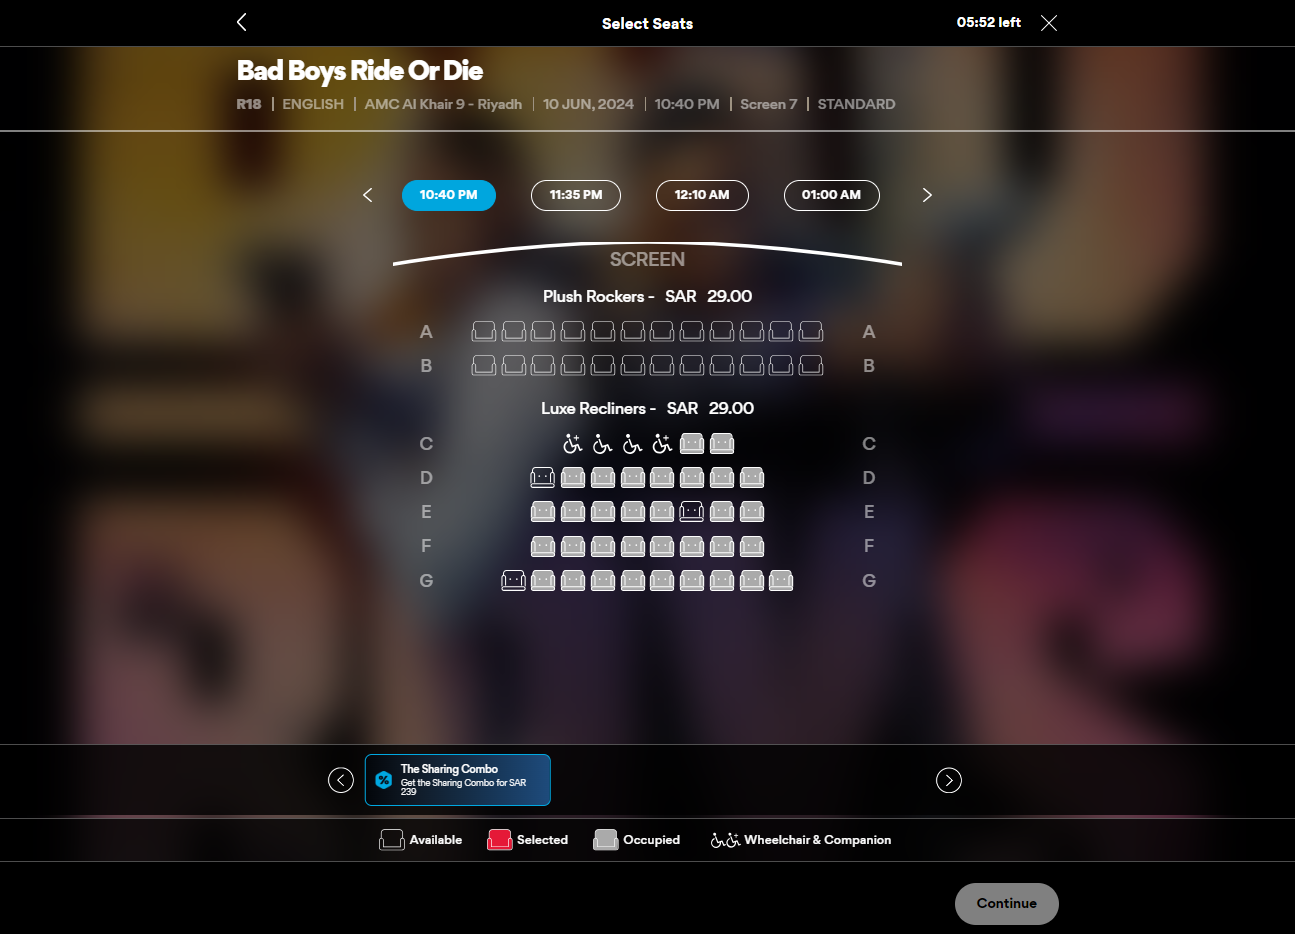 Select Seats
05:52 left
Bad Boys Ride Or Die
R18 | ENGLISH | AMC Al Khair 9 - Riyadh | 10 JUN, 2024 | 10:40 PM | Screen 7 | STANDARD
10:40 PM 11:35 PM 12:10 AM 01:00 AM
SCREEN
Plush Rockers - SAR 29.00
A A
B B
Luxe Recliners - SAR 29.00
C C
D D
E E
F F
G G
The Sharing Combo
Get the Sharing Combo for SAR
239
Available Selected Occupied Wheelchair & Companion
Continue